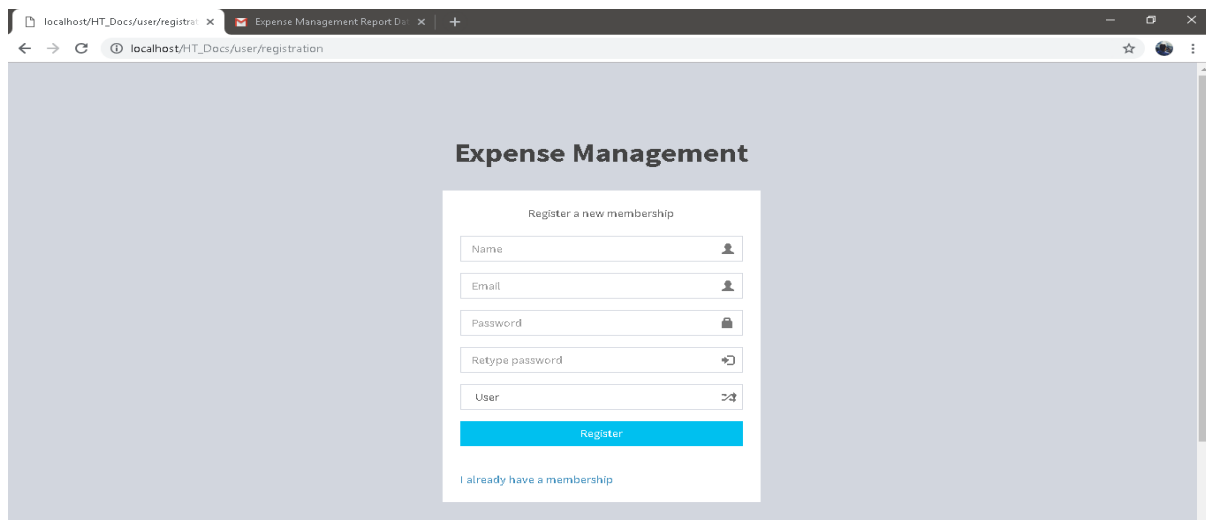 localhost/HT_Docs/user/registrat
Expense Management Report Da
localhost/HT_Docs/user/registration
Expense Management
Register a new membership
Name
Email
Password
Retype password
User
Register
I already have a membership